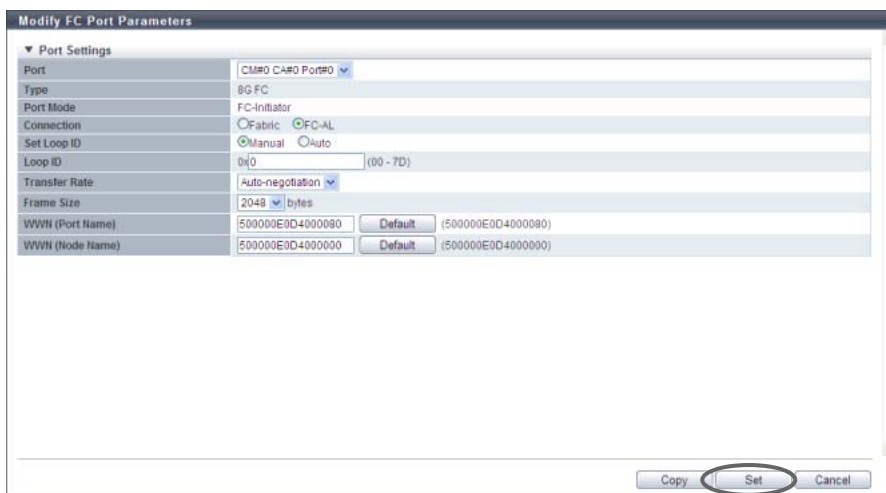 Modify FC Port Parameters
▼ Port Settings
Port CM#0 CA#0 Port#0
Type 8G FC
Port Mode FC-Initiator
Connection Fabric FC-AL
Set Loop ID Manual Auto
Loop ID 0x 0 (00 - 7D)
Transfer Rate Auto-negotiation
Frame Size 2048 bytes
WWN (Port Name) 500000E0D4000080 Default (500000E0D4000080)
WWN (Node Name) 500000E0D4000000 Default (500000E0D4000000)
Copy Set Cancel